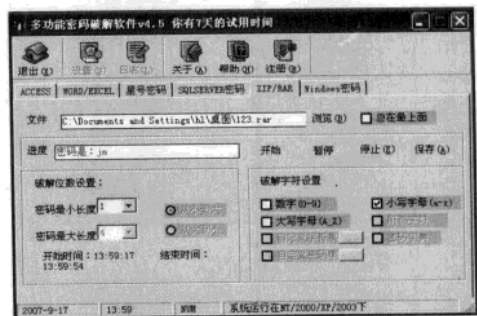 多功能密码破解软件v4.5 你有7天的试用时间
退出(Q) 设置(Q) 日志(L) 关于(A) 帮助(H) 注册(R)
ACCESS WORD/EXCEL 星号密码 SQLSERVER密码 ZIP/RAR Windows密码
文件 C:\Documents and Settings\hl\桌面\123.rar 浏览(B) 总在最上面
进度 密码是：jm 开始 暂停 停止(E) 保存(A)
破解位数设置：
密码最小长度 1
密码最大长度
开始时间：13:59:17 结束时间：
13:59:54
破解字符设置
数字(0-9) 小写字母(a-z)
大写字母(A_Z)
2007-9-17 13:59 NUM 系统运行在NT/2000/XP/2003下